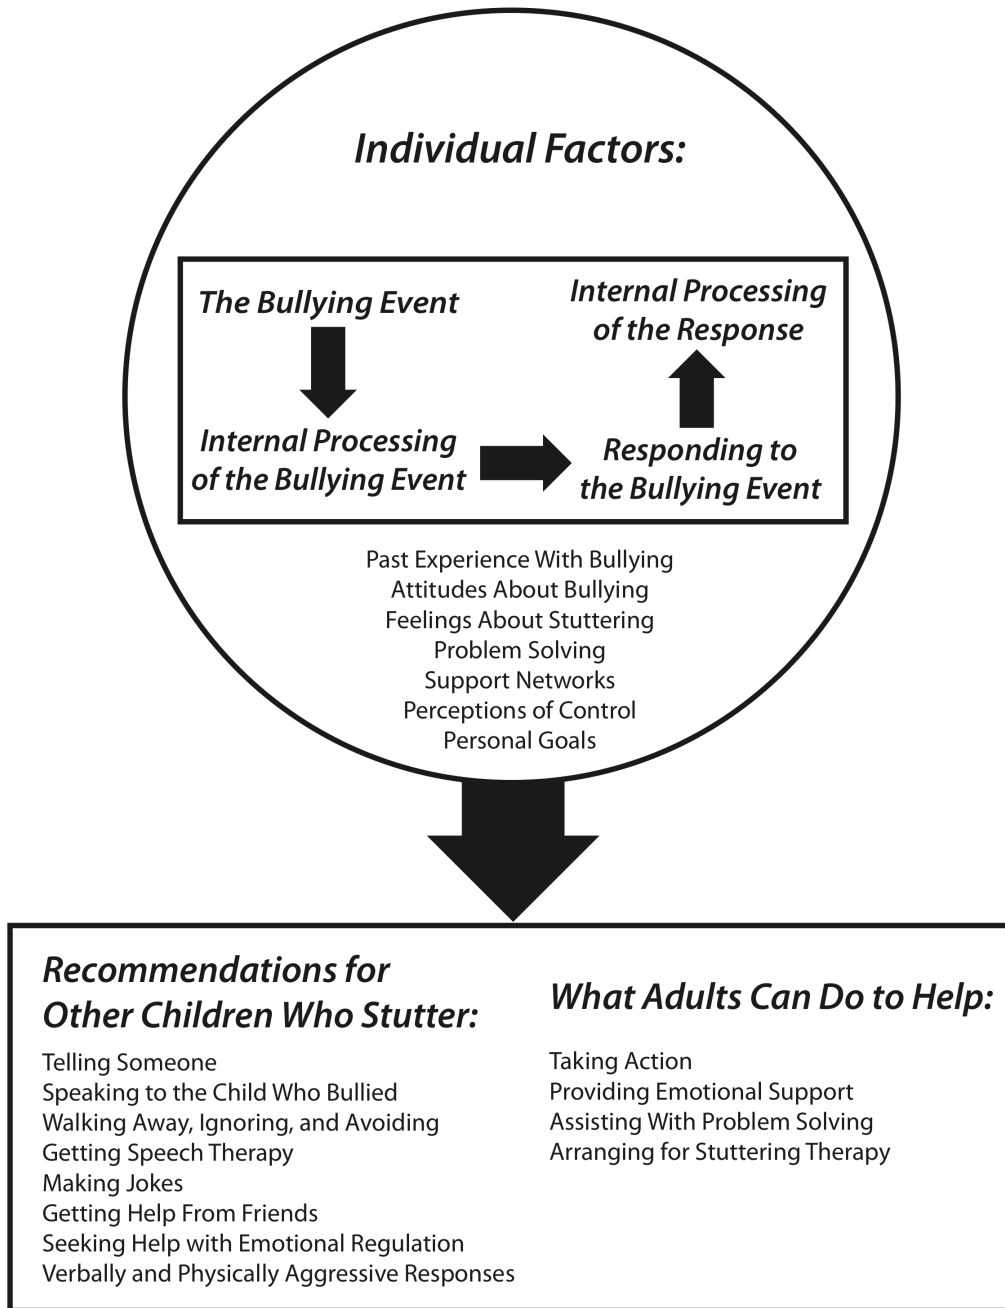 Individual Factors:
The Bullying Event
Internal Processing
of the Bullying Event
Responding to
the Bullying Event
Internal Processing
of the Response
Past Experience With Bullying
Attitudes About Bullying
Feelings About Stuttering
Problem Solving
Support Networks
Perceptions of Control
Personal Goals
Recommendations for
Other Children Who Stutter:
Telling Someone
Speaking to the Child Who Bullied
Walking Away, Ignoring, and Avoiding
Getting Speech Therapy
Making Jokes
Getting Help From Friends
Seeking Help with Emotional Regulation
Verbally and Physically Aggressive Responses
What Adults Can Do to Help:
Taking Action
Providing Emotional Support
Assisting With Problem Solving
Arranging for Stuttering Therapy